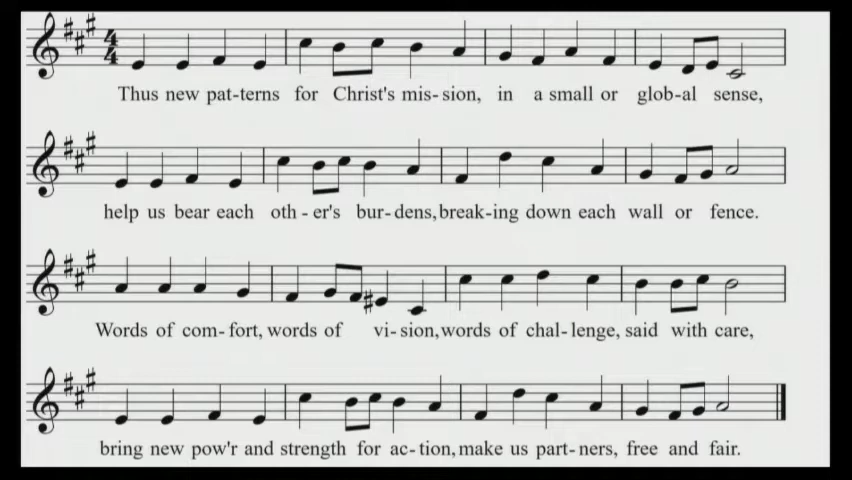 4
4
Thus new pat-terns for Christ's mis-sion, in a small or glob-al sense,
help us bear each oth-er's bur-dens, break-ing down each wall or fence.
Words of com-fort, words of vi-sion, words of chal-lenge, said with care,
bring new pow'r and strength for ac-tion, make us part-ners, free and fair.